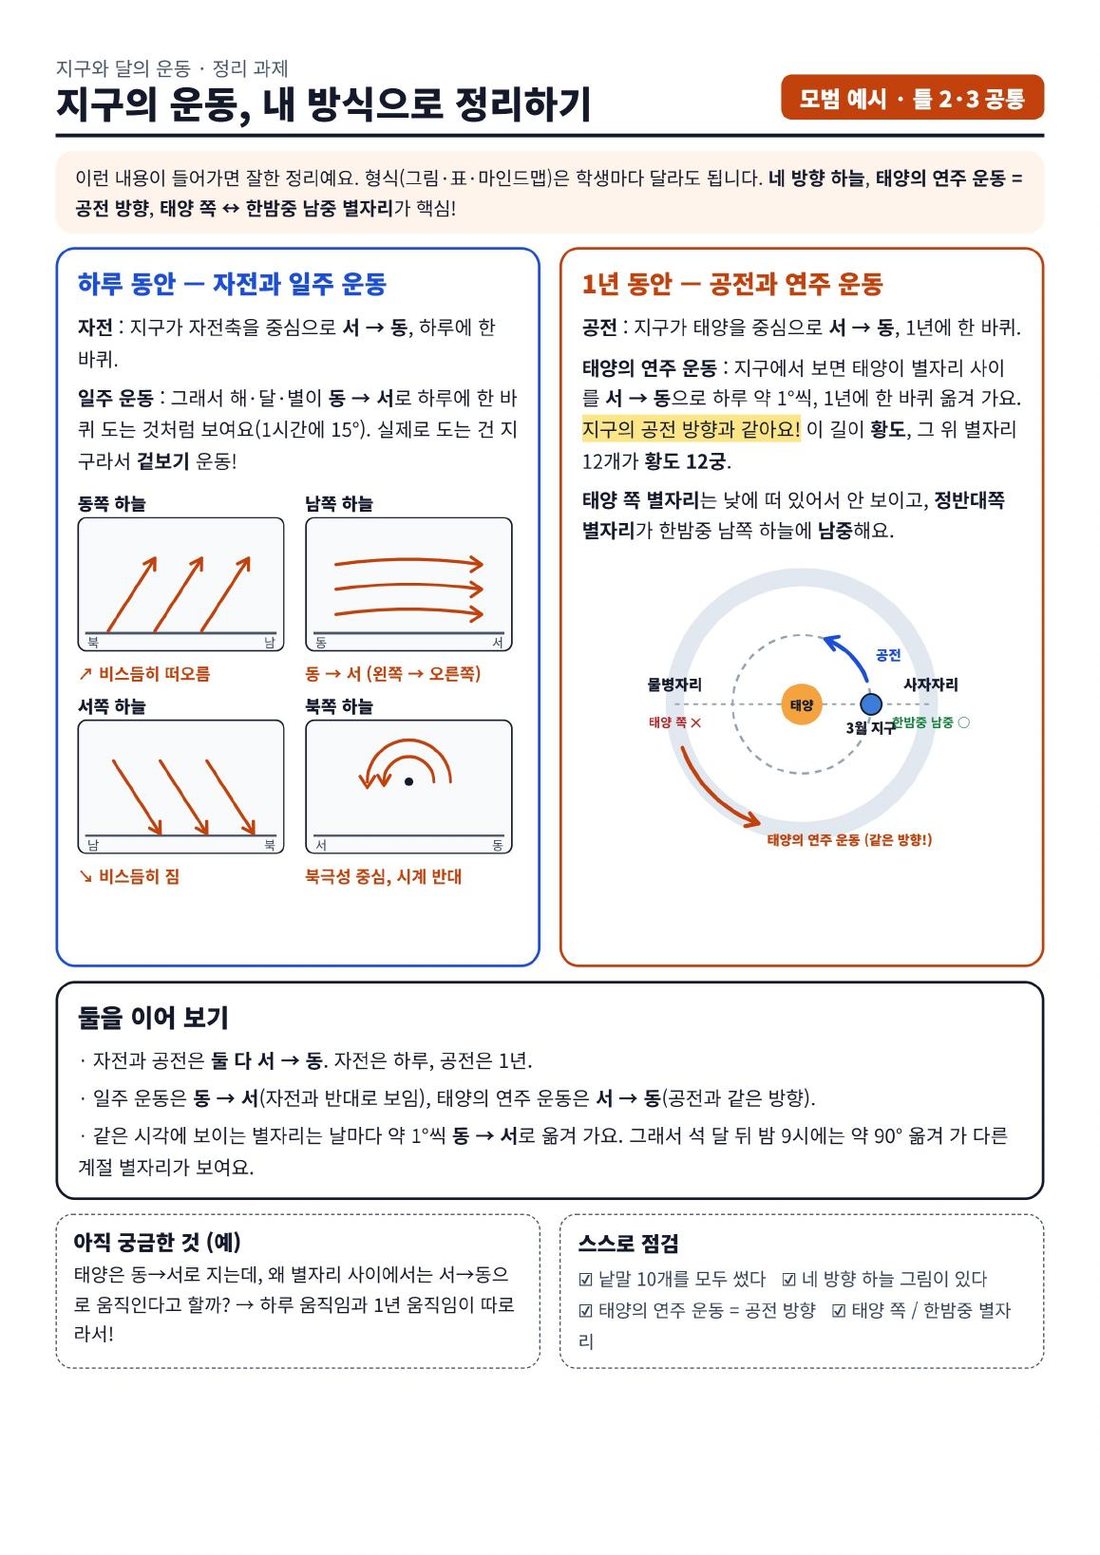 지구와 달의 운동 · 정리 과제
지구의 운동, 내 방식으로 정리하기
모범 예시 · 틀 2·3 공통
이런 내용이 들어가면 잘한 정리예요. 형식(그림·표·마인드맵)은 학생마다 달라도 됩니다. 네 방향 하늘, 태양의 연주 운동 =
공전 방향, 태양 쪽 ↔ 한밤중 남중 별자리가 핵심!
하루 동안 — 자전과 일주 운동
자전 : 지구가 자전축을 중심으로 서 → 동, 하루에 한
바퀴.
일주 운동 : 그래서 해·달·별이 동 → 서로 하루에 한 바
퀴 도는 것처럼 보여요(1시간에 15°). 실제로 도는 건 지
구라서 겉보기 운동!
동쪽 하늘
북
남
↗ 비스듬히 떠오름
남쪽 하늘
동
서
동 → 서 (왼쪽 → 오른쪽)
서쪽 하늘
남
북
↘ 비스듬히 짐
북쪽 하늘
서
동
북극성 중심, 시계 반대
1년 동안 — 공전과 연주 운동
공전 : 지구가 태양을 중심으로 서 → 동, 1년에 한 바퀴.
태양의 연주 운동 : 지구에서 보면 태양이 별자리 사이
를 서 → 동으로 하루 약 1°씩, 1년에 한 바퀴 옮겨 가요.
지구의 공전 방향과 같아요! 이 길이 황도, 그 위 별자리
12개가 황도 12궁.
태양 쪽 별자리는 낮에 떠 있어서 안 보이고, 정반대쪽
별자리가 한밤중 남쪽 하늘에 남중해요.
공전
물병자리
사자자리
태양
태양 쪽 ✕
3월 지구
한밤중 남중 ○
태양의 연주 운동 (같은 방향!)
둘을 이어 보기
· 자전과 공전은 둘 다 서 → 동. 자전은 하루, 공전은 1년.
· 일주 운동은 동 → 서(자전과 반대로 보임), 태양의 연주 운동은 서 → 동(공전과 같은 방향).
· 같은 시각에 보이는 별자리는 날마다 약 1°씩 동 → 서로 옮겨 가요. 그래서 석 달 뒤 밤 9시에는 약 90° 옮겨 가 다른
계절 별자리가 보여요.
아직 궁금한 것 (예)
태양은 동→서로 지는데, 왜 별자리 사이에서는 서→동으
로 움직인다고 할까? → 하루 움직임과 1년 움직임이 따로
라서!
스스로 점검
☑ 낱말 10개를 모두 썼다 ☑ 네 방향 하늘 그림이 있다
☑ 태양의 연주 운동 = 공전 방향 ☑ 태양 쪽 / 한밤중 별자
리